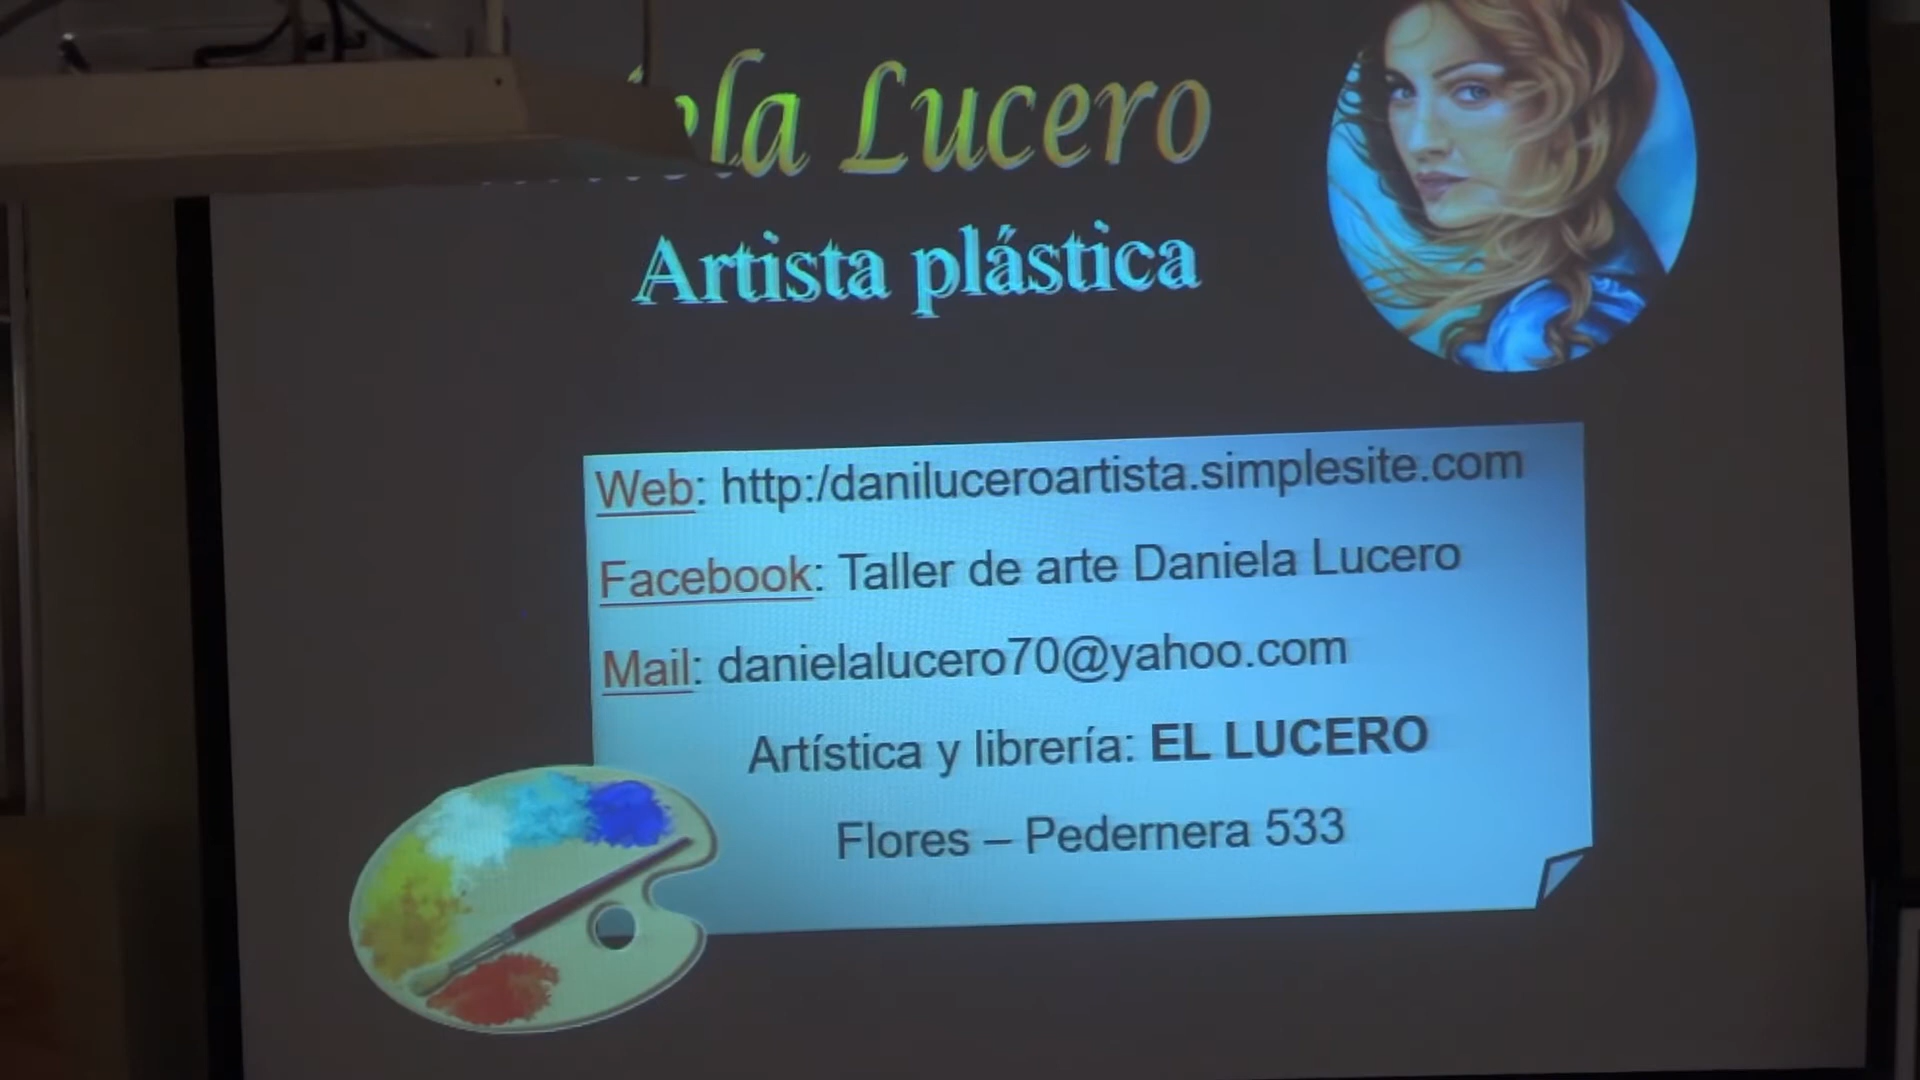 Lucero
Artista plástica
Web: http:/daniluceroartista.simplesite.com
Facebook: Taller de arte Daniela Lucero
Mail: danielalucero70@yahoo.com
Artística y librería: EL LUCERO
Flores – Pedernera 533